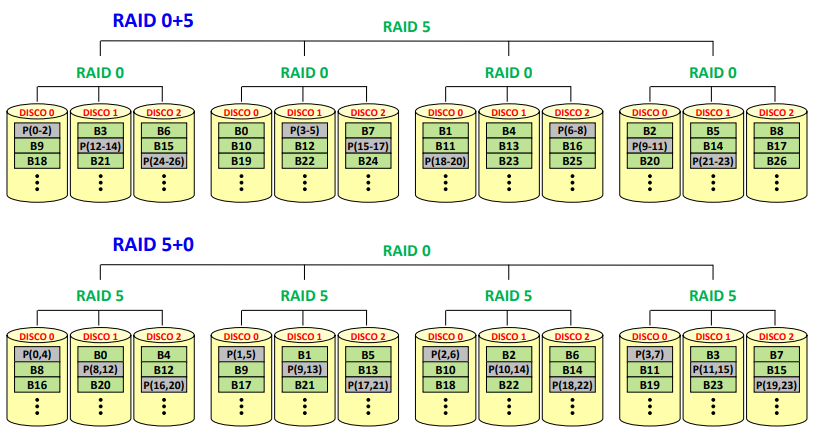 RAID 0+5
RAID 5
RAID 0 RAID 0 RAID 0 RAID 0
DISCO 0 DISCO 1 DISCO 2 DISCO 0 DISCO 1 DISCO 2 DISCO 0 DISCO 1 DISCO 2 DISCO 0 DISCO 1 DISCO 2
P(0-2) B3 B6 B0 P(3-5) B7 B1 B4 P(6-8) B2 B5 B8
B9 P(12-14) B15 B10 B12 P(15-17) B11 B13 B16 P(9-11) B14 B17
B18 B21 P(24-26) B19 B22 B24 P(18-20) B23 B25 B20 P(21-23) B26
RAID 5+0
RAID 0
RAID 5 RAID 5 RAID 5 RAID 5
DISCO 0 DISCO 1 DISCO 2 DISCO 0 DISCO 1 DISCO 2 DISCO 0 DISCO 1 DISCO 2 DISCO 0 DISCO 1 DISCO 2
P(0,4) B0 B4 P(1,5) B1 B5 P(2,6) B2 B6 P(3,7) B3 B7
B8 P(8,12) B12 B9 P(9,13) B13 B10 P(10,14) B14 B11 P(11,15) B15
B16 B20 P(16,20) B17 B21 P(17,21) B18 B22 P(18,22) B19 B23 P(19,23)